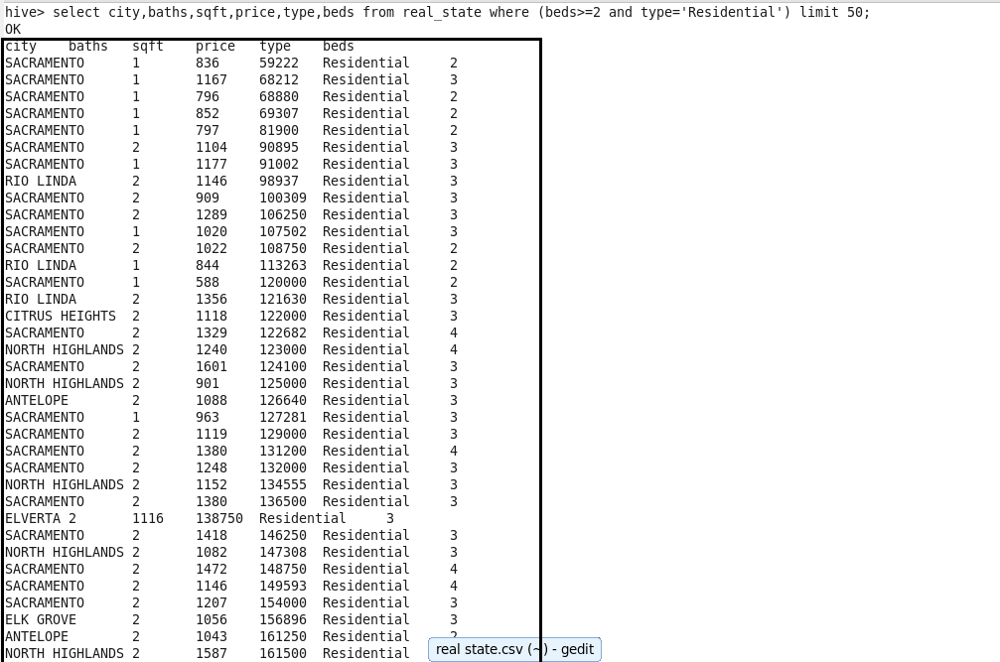 hive> select city,baths,sqft,price,type,beds from real_state where (beds>=2 and type='Residential') limit 50;
OK
city baths sqft price type beds
SACRAMENTO 1 836 59222 Residential 2
SACRAMENTO 1 1167 68212 Residential 3
SACRAMENTO 1 796 68880 Residential 2
SACRAMENTO 1 852 69307 Residential 2
SACRAMENTO 1 797 81900 Residential 2
SACRAMENTO 2 1104 90895 Residential 3
SACRAMENTO 1 1177 91002 Residential 3
RIO LINDA 2 1146 98937 Residential 3
SACRAMENTO 2 909 100309 Residential 3
SACRAMENTO 2 1289 106250 Residential 3
SACRAMENTO 1 1020 107502 Residential 3
SACRAMENTO 2 1022 108750 Residential 2
RIO LINDA 1 844 113263 Residential 2
SACRAMENTO 1 588 120000 Residential 2
RIO LINDA 2 1356 121630 Residential 3
CITRUS HEIGHTS 2 1118 122000 Residential 3
SACRAMENTO 2 1329 122682 Residential 4
NORTH HIGHLANDS 2 1240 123000 Residential 4
SACRAMENTO 2 1601 124100 Residential 3
NORTH HIGHLANDS 2 901 125000 Residential 3
ANTELOPE 2 1088 126640 Residential 3
SACRAMENTO 1 963 127281 Residential 3
SACRAMENTO 2 1119 129000 Residential 3
SACRAMENTO 2 1380 131200 Residential 4
SACRAMENTO 2 1248 132000 Residential 3
NORTH HIGHLANDS 2 1152 134555 Residential 3
SACRAMENTO 2 1380 136500 Residential 3
ELVERTA 2 1116 138750 Residential 3
SACRAMENTO 2 1418 146250 Residential 3
NORTH HIGHLANDS 2 1082 147308 Residential 3
SACRAMENTO 2 1472 148750 Residential 4
SACRAMENTO 2 1146 149593 Residential 4
SACRAMENTO 2 1207 154000 Residential 3
ELK GROVE 2 1056 156896 Residential 3
ANTELOPE 2 1043 161250 Residential
NORTH HIGHLANDS 2 1587 161500 Residential
real state.csv (~) - gedit